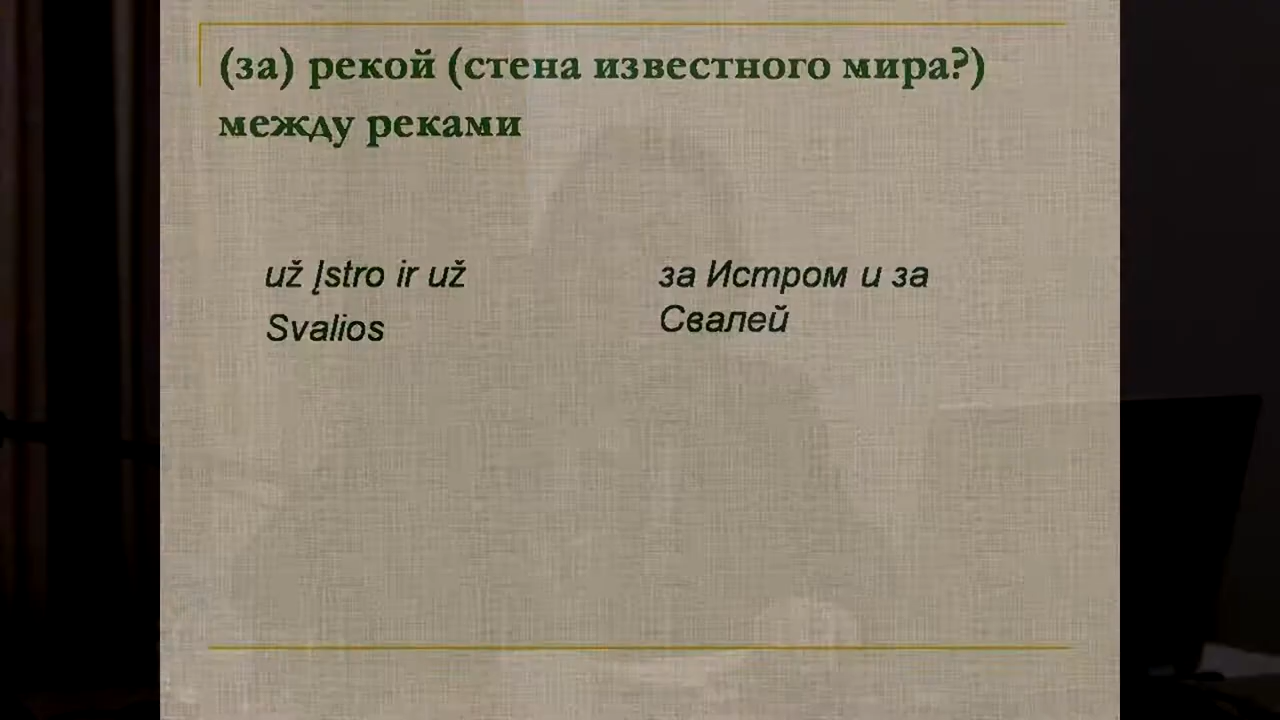 (за) рекой (стена известного мира?)
между реками
už Įstro ir už
Svalios
за Истром и за
Свалей